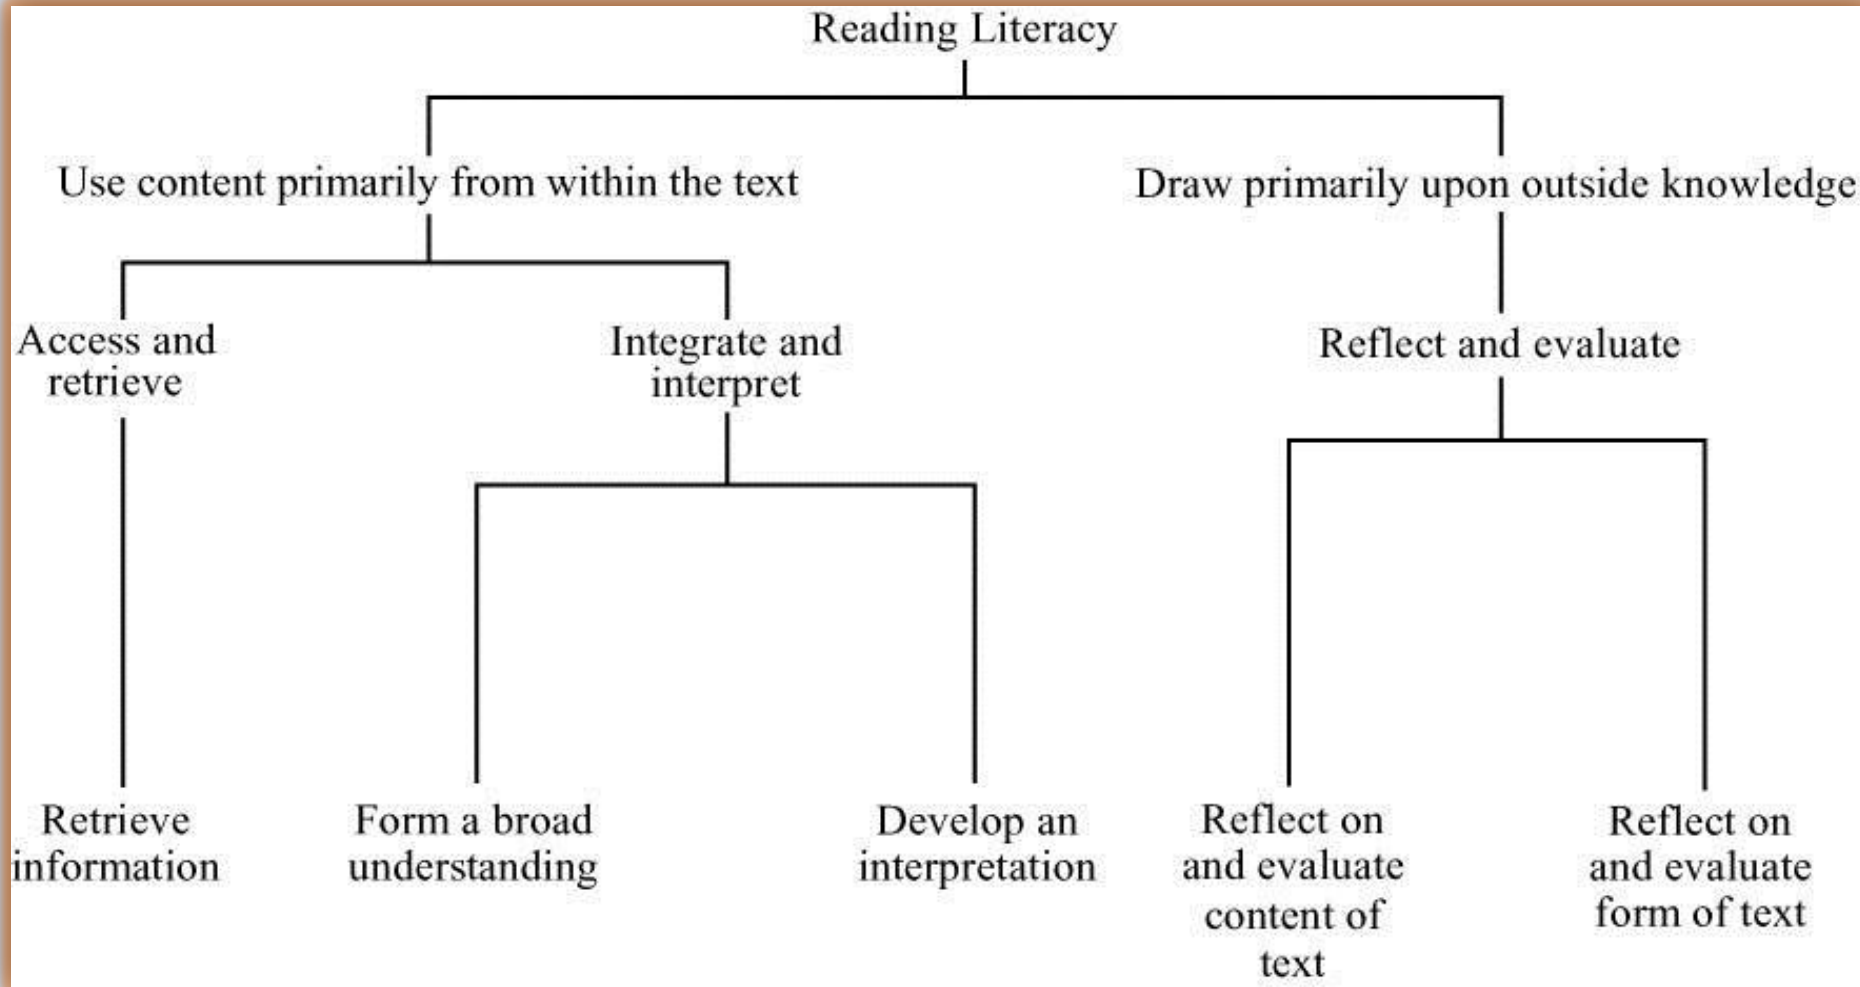 Reading Literacy
Use content primarily from within the text
Draw primarily upon outside knowledge
Access and
retrieve
Integrate and
interpret
Reflect and evaluate
Retrieve
information
Form a broad
understanding
Develop an
interpretation
Reflect on
and evaluate
content of
text
Reflect on
and evaluate
form of text